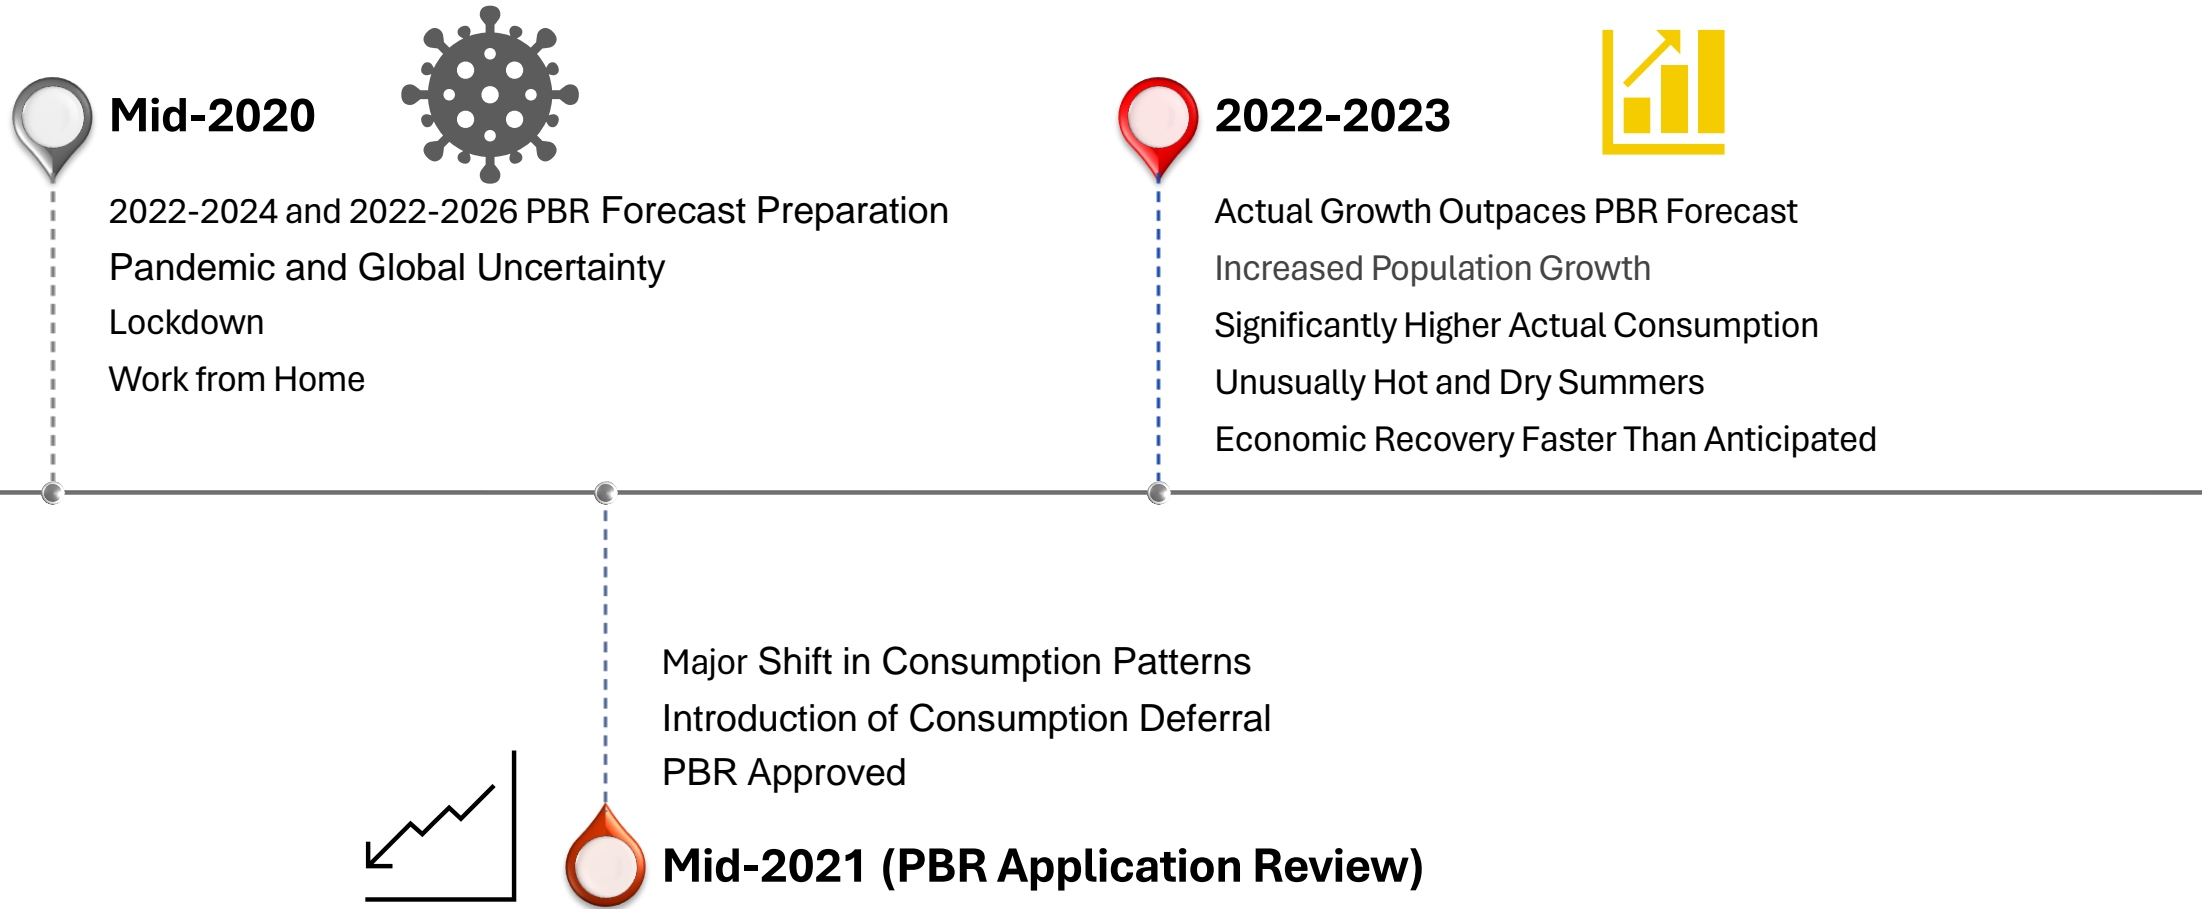 Mid-2020
2022-2024 and 2022-2026 PBR Forecast Preparation
Pandemic and Global Uncertainty
Lockdown
Work from Home
2022-2023
Actual Growth Outpaces PBR Forecast
Increased Population Growth
Significantly Higher Actual Consumption
Unusually Hot and Dry Summers
Economic Recovery Faster Than Anticipated
Major Shift in Consumption Patterns
Introduction of Consumption Deferral
PBR Approved
Mid-2021 (PBR Application Review)